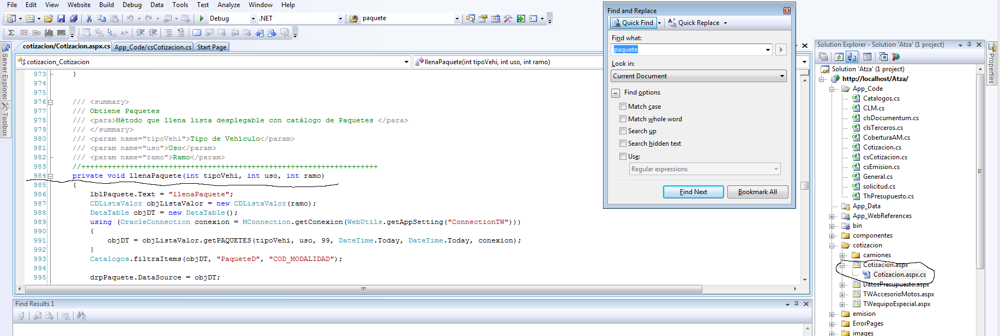 File Edit View Website Build Debug Data Tools Test Analyze Window Help
Debug .NET paquete
cotizacion/Cotizacion.aspx.cs App_Code/csCotizacion.cs Start Page
cotizacion_Cotizacion llenaPaquete(int tipoVehi, int uso, int ramo)
Server Explorer
Toolbox
973 }
974
975
976 /// <summary>
977 /// Obtiene Paquetes
978 /// <para>Método que llena lista desplegable con catálogo de Paquetes </para>
979 /// </summary>
980 /// <param name="tipoVehi">Tipo de Vehículo</param>
981 /// <param name="uso">Uso</param>
982 /// <param name="ramo">Ramo</param>
983 //++++++++++++++++++++++++++++++++++++++++++++++++++++++++++++++++++++
984 private void llenaPaquete(int tipoVehi, int uso, int ramo)
985 {
986 lblPaquete.Text = "llenaPaquete";
987 CDListaValor objListaValor = new CDListaValor(ramo);
988 DataTable objDT = new DataTable();
989 using (OracleConnection conexion = MConnection.getConexion(WebUtils.getAppSetting("ConnectionTW")))
990 {
991 objDT = objListaValor.getPAQUETES(tipoVehi, uso, 99, DateTime.Today, DateTime.Today, conexion);
992 }
993 Catalogos.filtraItems(objDT, "PaqueteD", "COD_MODALIDAD");
994
995 drpPaquete.DataSource = objDT;
Find Results 1
Find and Replace
Quick Find Quick Replace
Find what:
paquete
Look in:
Current Document
Find options
Match case
Match whole word
Search up
Search hidden text
Use:
Regular expressions
Find Next Bookmark All
Solution Explorer - Solution 'Atza' (1 project)
Solution 'Atza' (1 project)
http://localhost/Atza/
App_Code
Catalogos.cs
CLM.cs
clsDocumentum.cs
clsTerceros.cs
CoberturaAM.cs
Cotizacion.cs
csCotizacion.cs
csEmision.cs
General.cs
solicitud.cs
ThPresupuesto.cs
App_Data
App_WebReferences
bin
componentes
cotizacion
camiones
Cotizacion.aspx
Cotizacion.aspx.cs
DatosPresupuesto.aspx
TWAccesorioMotos.aspx
TWequipoEspecial.aspx
emision
ErrorPages
images
Properties